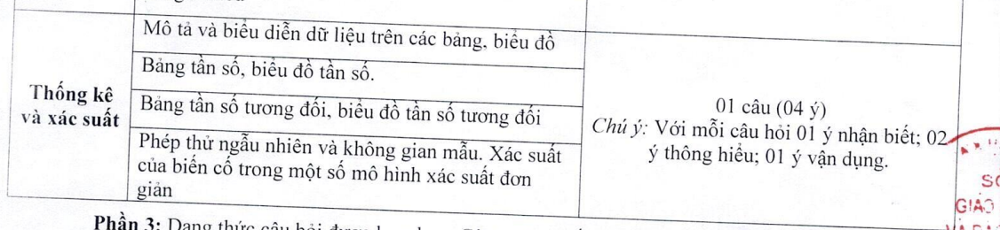 Mô tả và biểu diễn dữ liệu trên các bảng, biểu đồ
Bảng tần số, biểu đồ tần số.
Thống kê
và xác suất
Bảng tần số tương đối, biểu đồ tần số tương đối
Phép thử ngẫu nhiên và không gian mẫu. Xác suất
của biến cố trong một số mô hình xác suất đơn
giản
01 câu (04 ý)
Chú ý: Với mỗi câu hỏi 01 ý nhận biết; 02
ý thông hiểu; 01 ý vận dụng.
GIÁO
Phần 3: Dạng thức câu hỏi